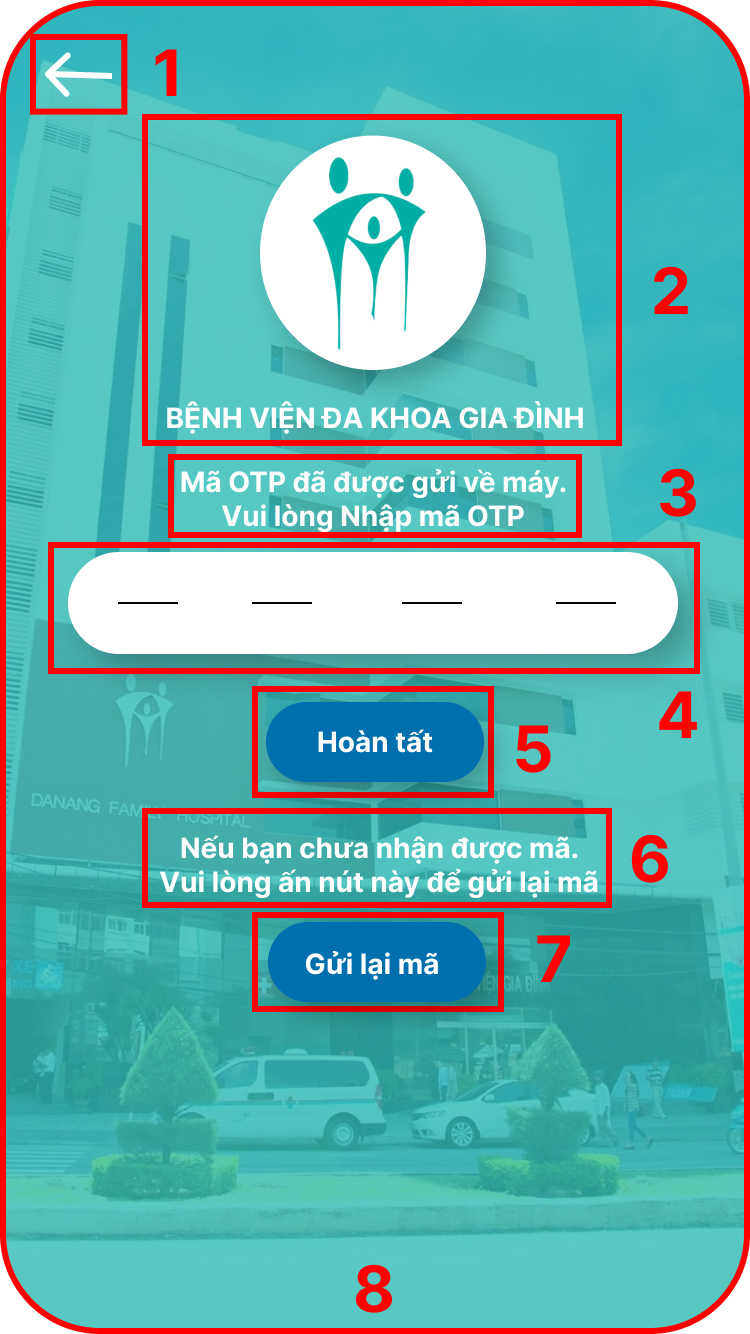 1
BỆNH VIỆN ĐA KHOA GIA ĐÌNH
2
Mã OTP đã được gửi về máy.
Vui lòng Nhập mã OTP
3
4
Hoàn tất
5
DANANG FAMILY HOSPITAL
Nếu bạn chưa nhận được mã.
Vui lòng ấn nút này để gửi lại mã
6
Gửi lại mã
7
GIA ĐÌNH
8